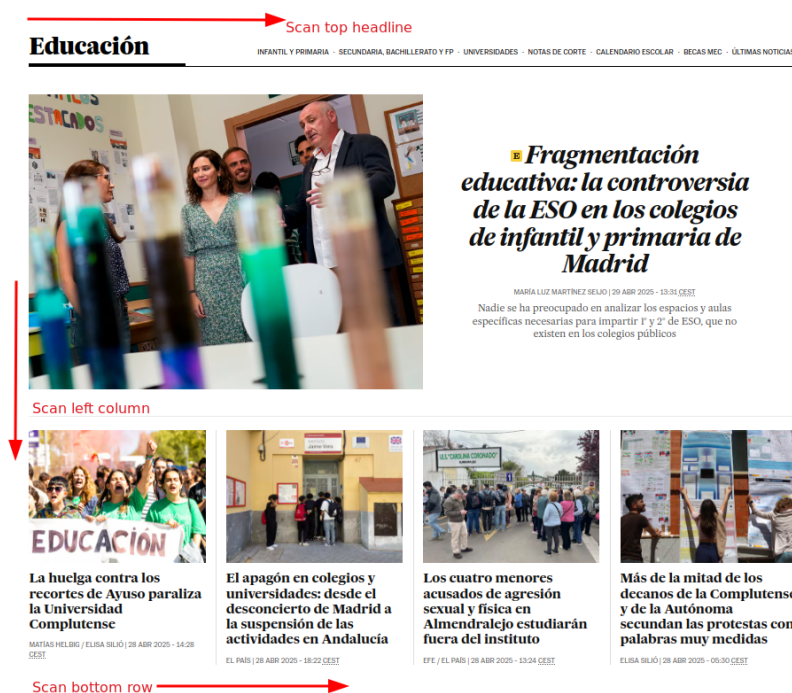 Scan top headline
Educación
INFANTIL Y PRIMARIA · SECUNDARIA, BACHILLERATO Y FP · UNIVERSIDADES · NOTAS DE CORTE · CALENDARIO ESCOLAR · BECAS MEC · ÚLTIMAS NOTICIAS
E Fragmentación
educativa: la controversia
de la ESO en los colegios
de infantil y primaria de
Madrid
MARÍA LUZ MARTÍNEZ SEIJO | 29 ABR 2025 - 13:31 CEST
Nadie se ha preocupado en analizar los espacios y aulas
específicas necesarias para impartir 1º y 2º de ESO, que no
existen en los colegios públicos
Scan left column
EDUCACIÓN
I.E.S. "CAROLINA CORONADO"
La huelga contra los
recortes de Ayuso paraliza
la Universidad
Complutense
MATÍAS HELBIG / ELISA SILIÓ | 28 ABR 2025 - 14:28
CEST
El apagón en colegios y
universidades: desde el
desconcierto de Madrid a
la suspensión de las
actividades en Andalucía
EL PAÍS | 28 ABR 2025 - 18:22 CEST
Los cuatro menores
acusados de agresión
sexual y física en
Almendralejo estudiarán
fuera del instituto
EFE / EL PAÍS | 28 ABR 2025 - 13:24 CEST
Más de la mitad de los
decanos de la Complutense
y de la Autónoma
secundan las protestas con
palabras muy medidas
ELISA SILIÓ | 28 ABR 2025 - 05:30 CEST
Scan bottom row